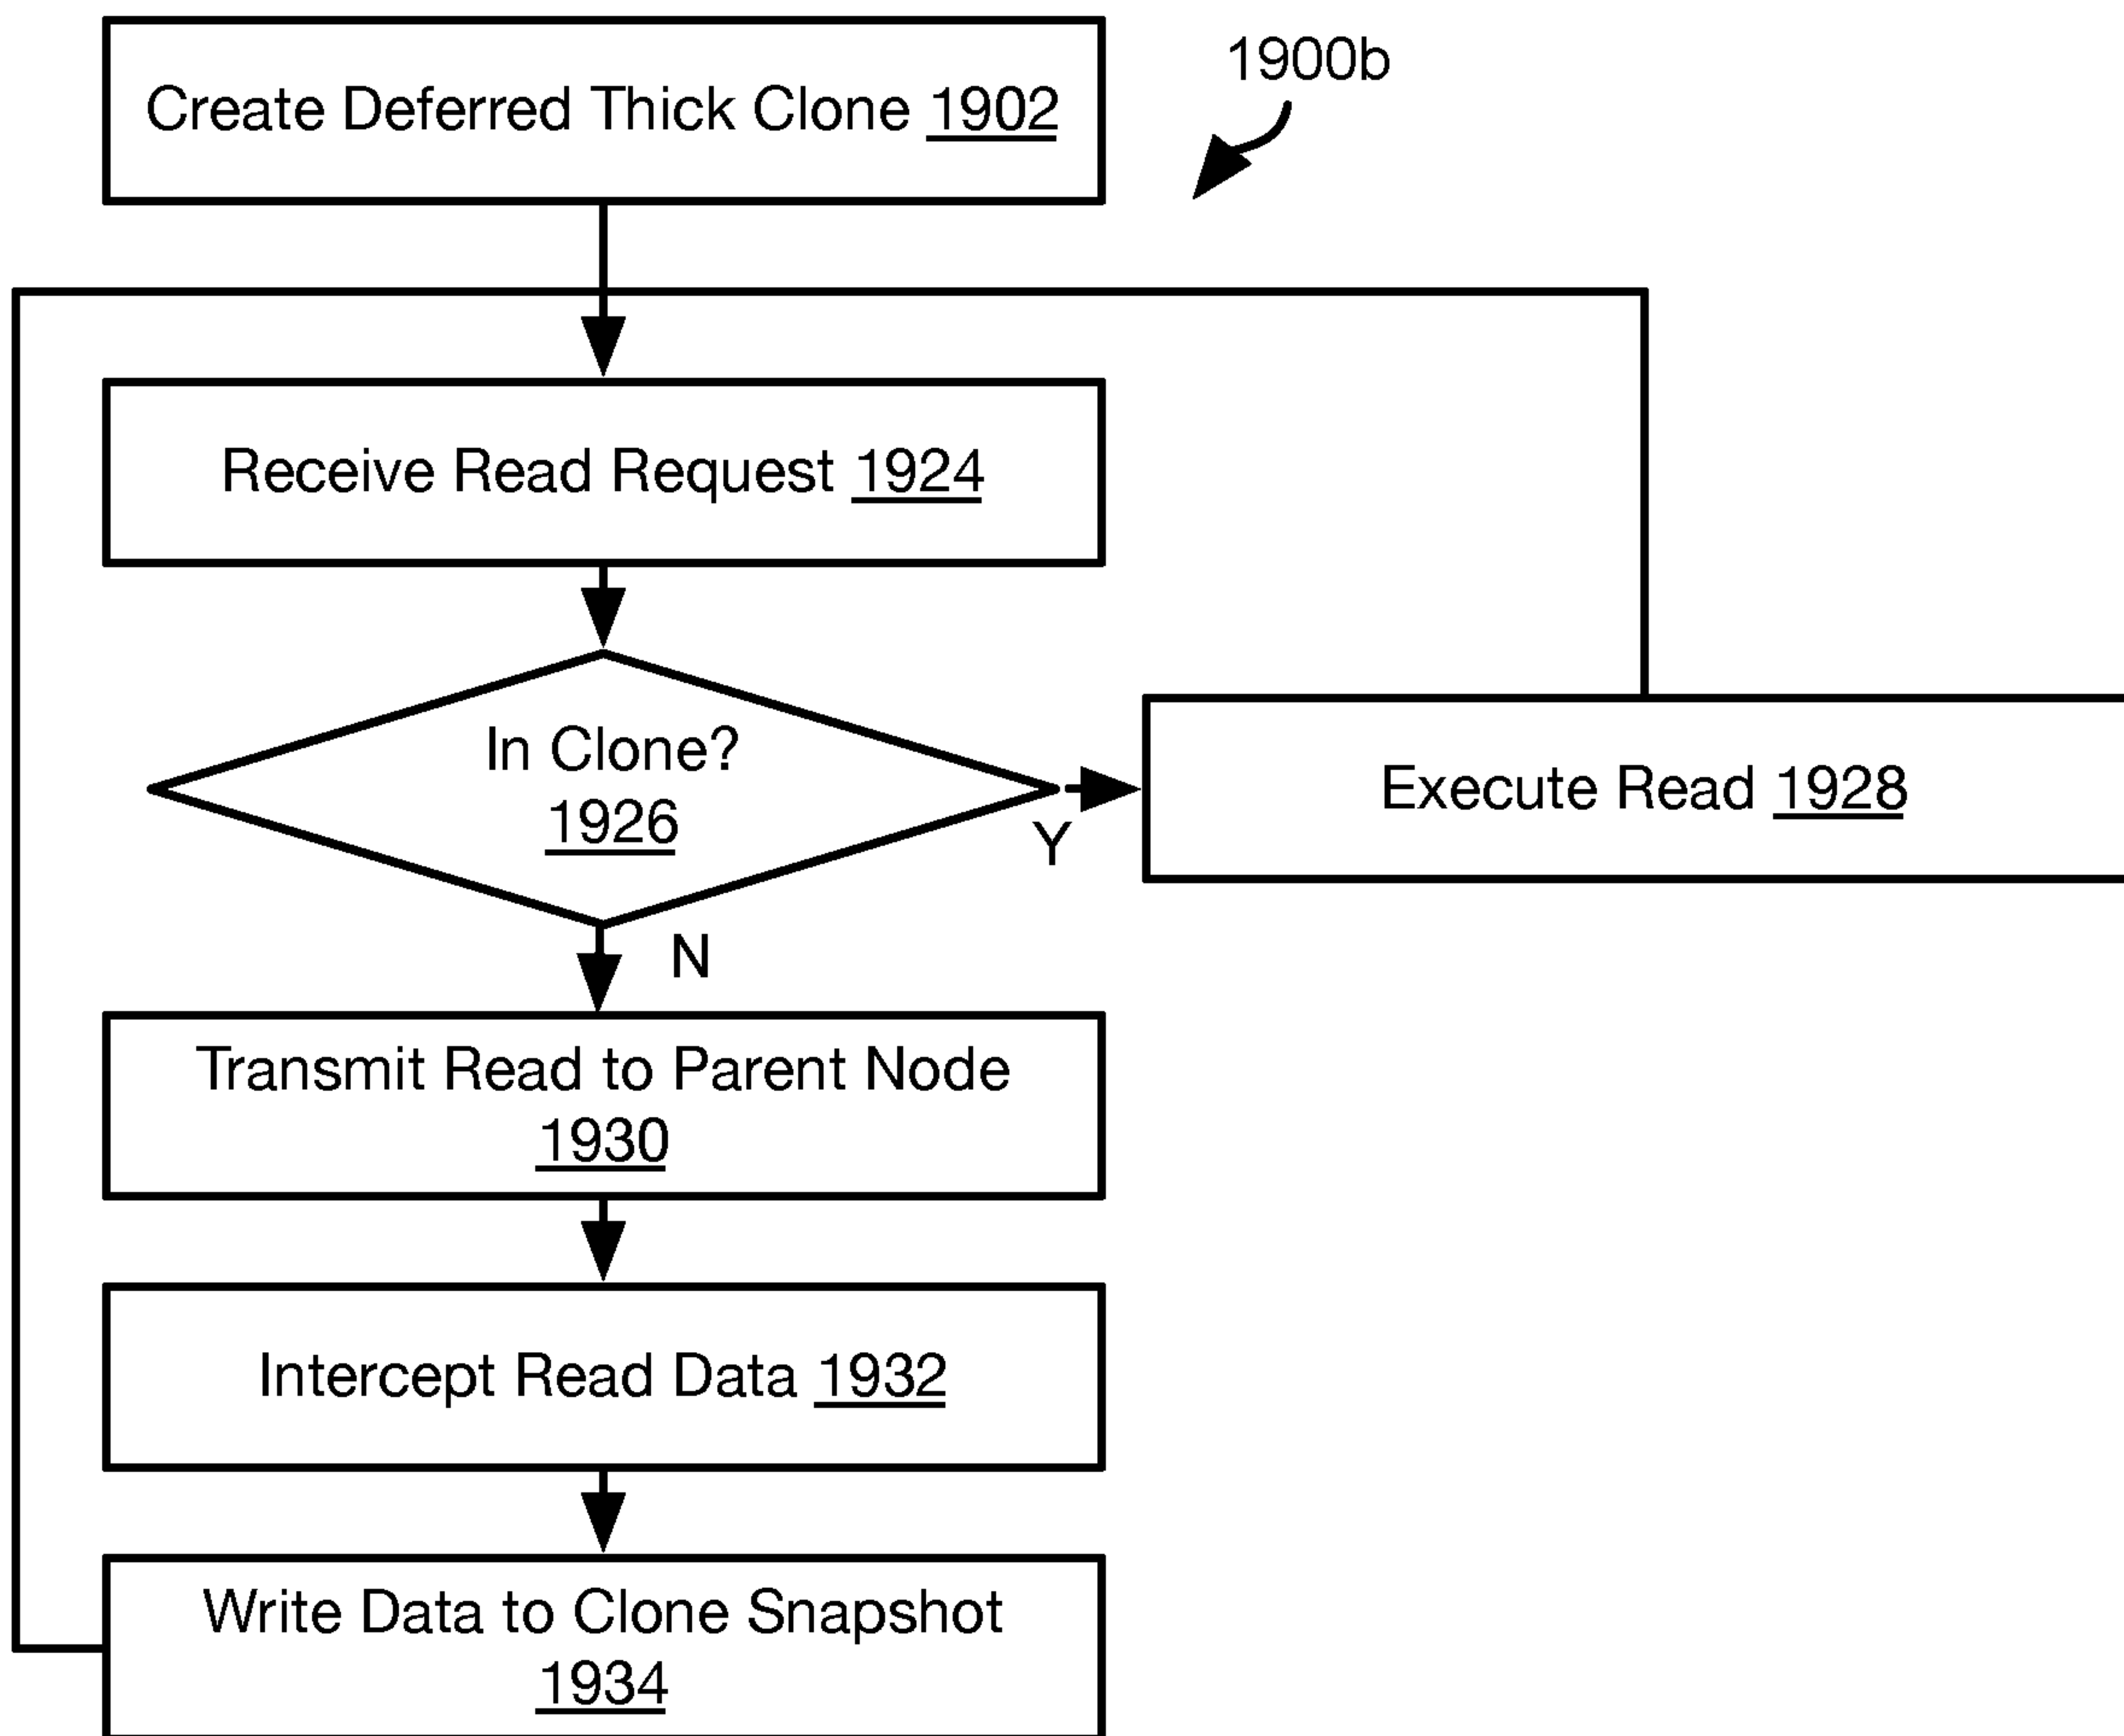 Create Deferred Thick Clone 1902
1900b
Receive Read Request 1924
In Clone?
1926
Y
Execute Read 1928
N
Transmit Read to Parent Node
1930
Intercept Read Data 1932
Write Data to Clone Snapshot
1934